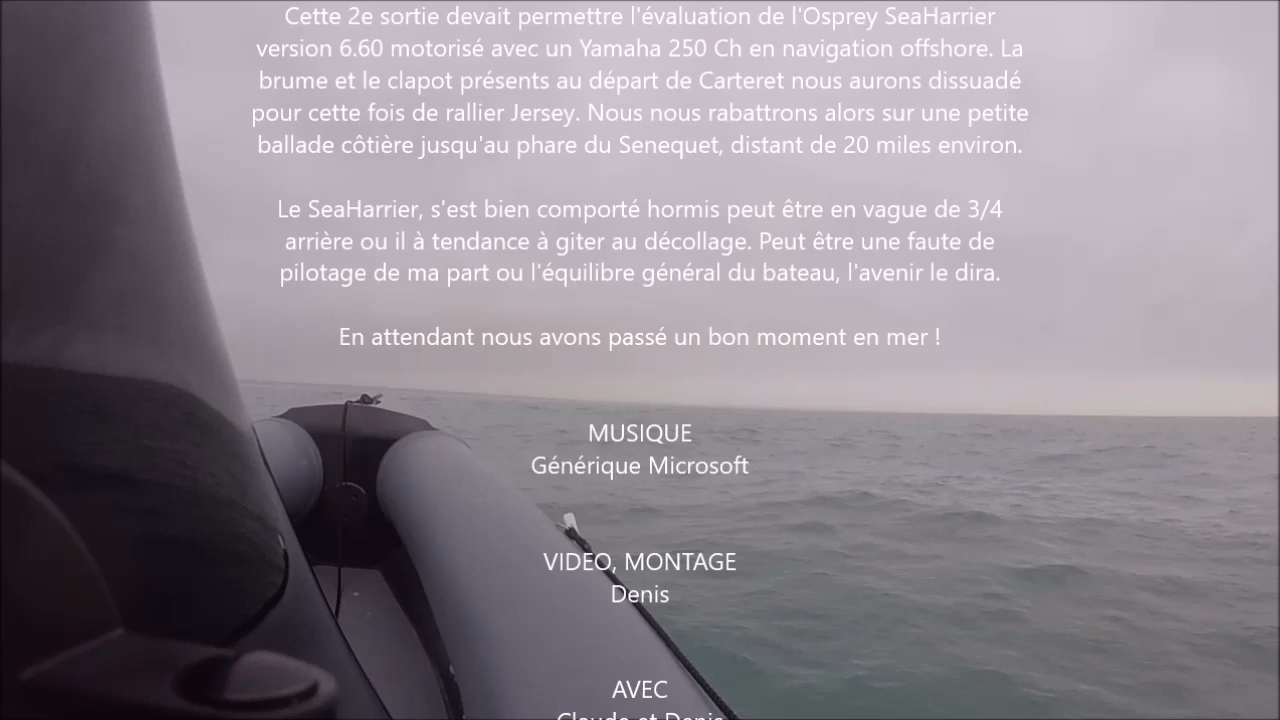 Cette 2e sortie devait permettre l'évaluation de l'Osprey SeaHarrier
version 6.60 motorisé avec un Yamaha 250 Ch en navigation offshore. La
brume et le clapot présents au départ de Carteret nous aurons dissuadé
pour cette fois de rallier Jersey. Nous nous rabattrons alors sur une petite
ballade côtière jusqu'au phare du Senequet, distant de 20 miles environ.
Le SeaHarrier, s'est bien comporté hormis peut être en vague de 3/4
arrière ou il à tendance à giter au décollage. Peut être une faute de
pilotage de ma part ou l'équilibre général du bateau, l'avenir le dira.
En attendant nous avons passé un bon moment en mer !
MUSIQUE
Générique Microsoft
VIDEO, MONTAGE
Denis
AVEC
Claude et Denis